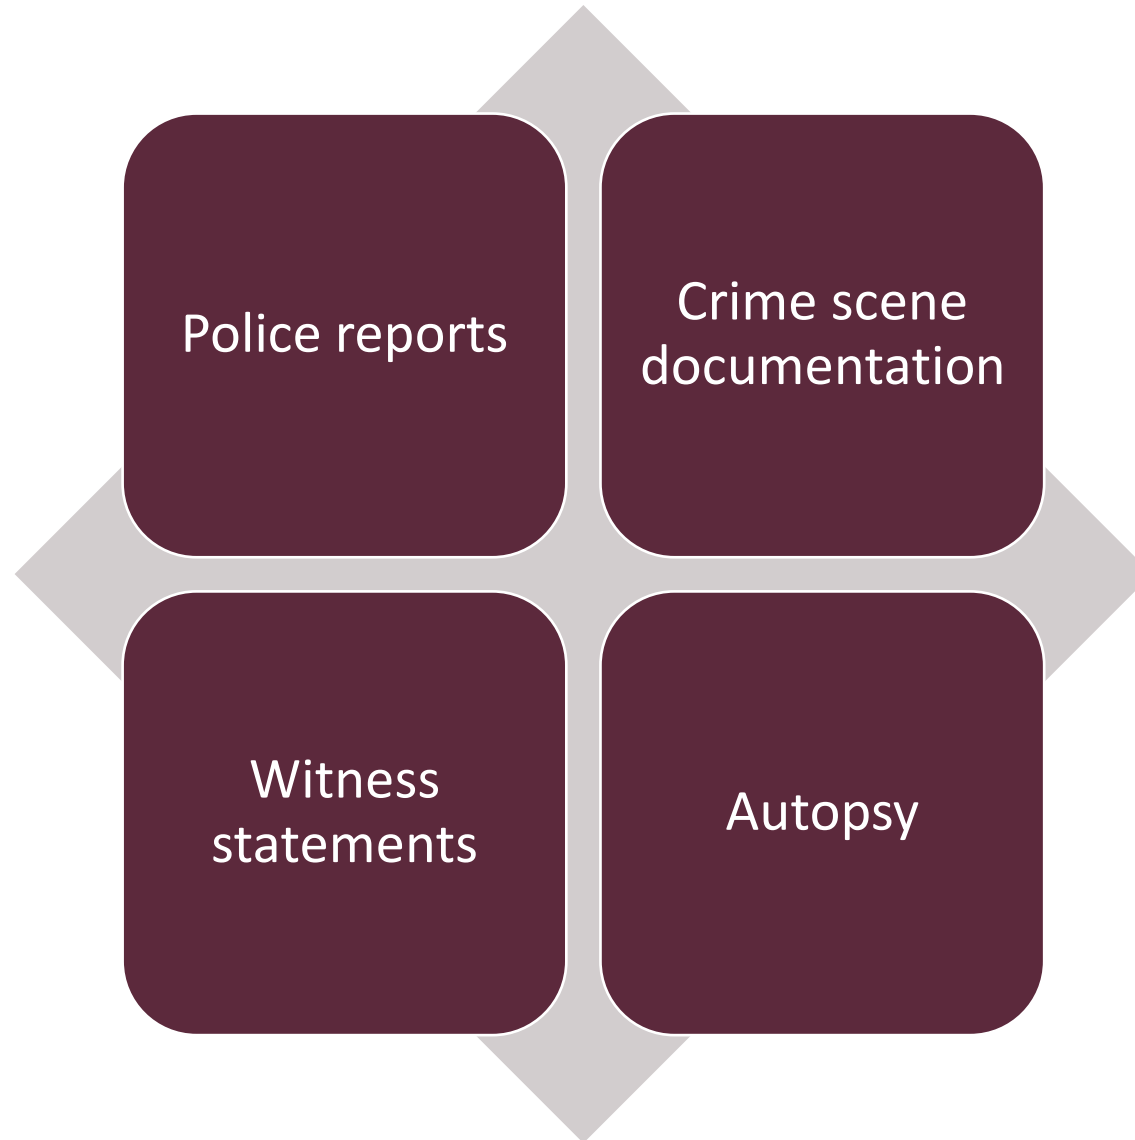 Police reports
Crime scene
documentation
Witness
statements
Autopsy